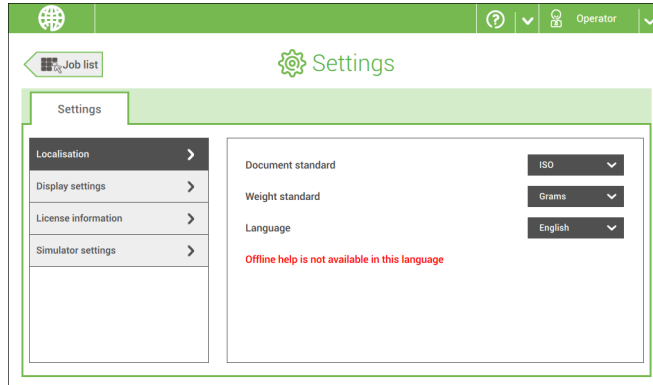 Operator
Job list
Settings
Settings
Localisation
Display settings
License information
Simulator settings
Document standard
ISO
Weight standard
Grams
Language
English
Offline help is not available in this language